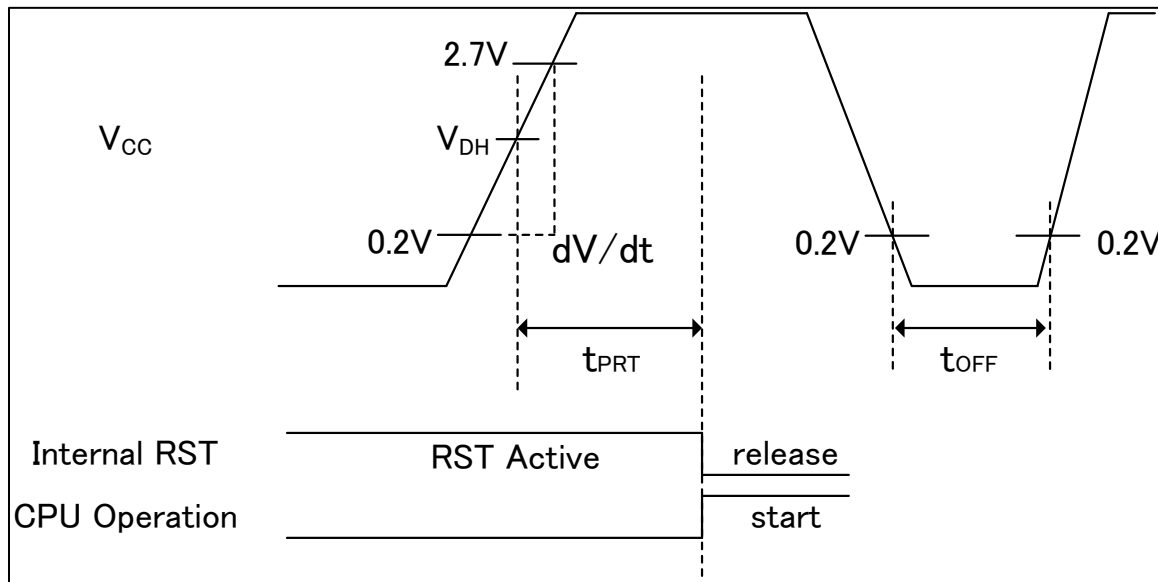 2.7V
VCC
VDH
0.2V
dV/dt
0.2V
0.2V
tPRT
tOFF
Internal RST
RST Active
release
CPU Operation
start